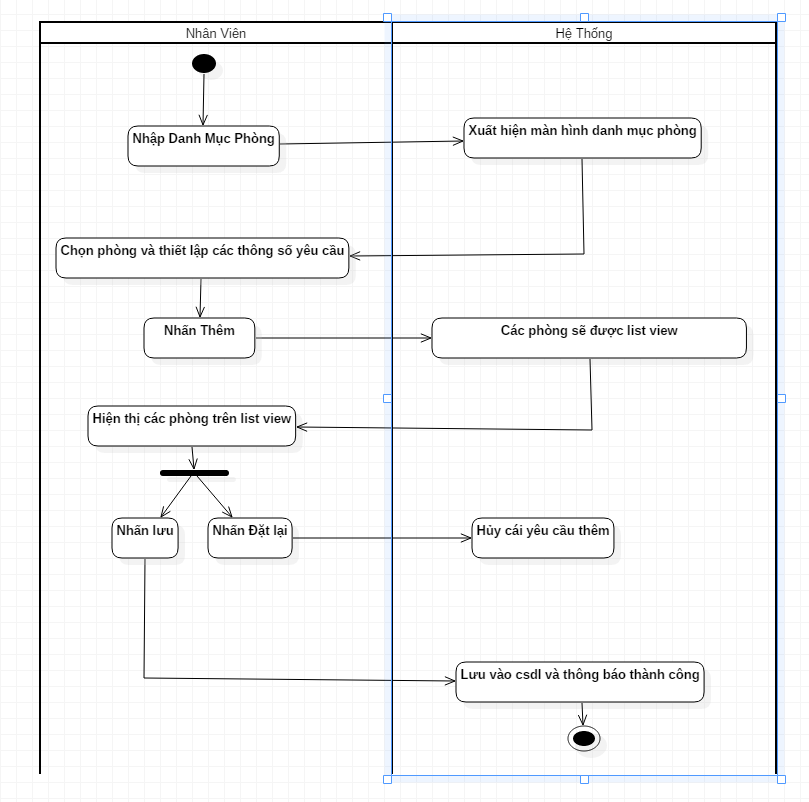 Nhân Viên
Hệ Thống
Nhập Danh Mục Phòng
Xuất hiện màn hình danh mục phòng
Chọn phòng và thiết lập các thông số yêu cầu
Nhấn Thêm
Các phòng sẽ được list view
Hiện thị các phòng trên list view
Nhấn lưu
Nhấn Đặt lại
Hủy cái yêu cầu thêm
Lưu vào csdl và thông báo thành công